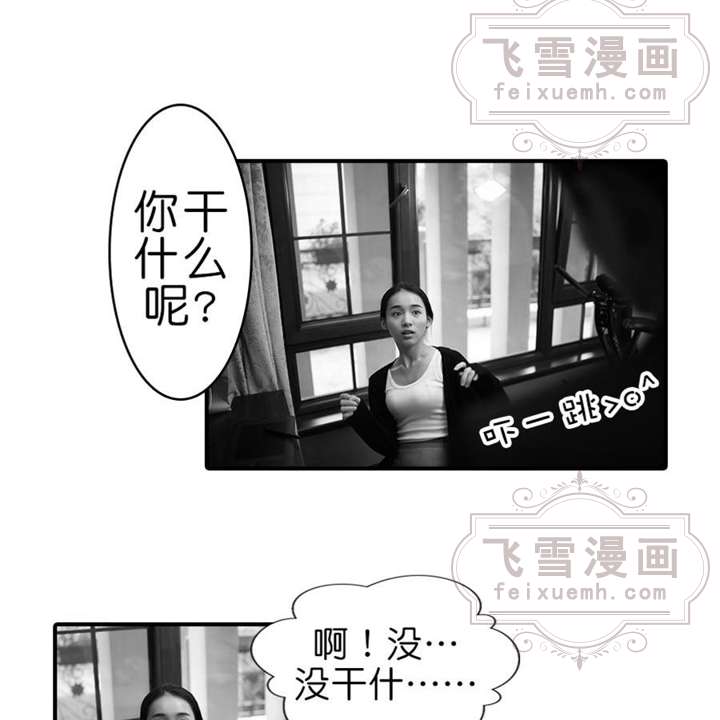 飞雪漫画
feixuemh.com
你干
什么
呢？
吓一跳>o^
飞雪漫画
feixuemh.com
啊！没…
没干什……